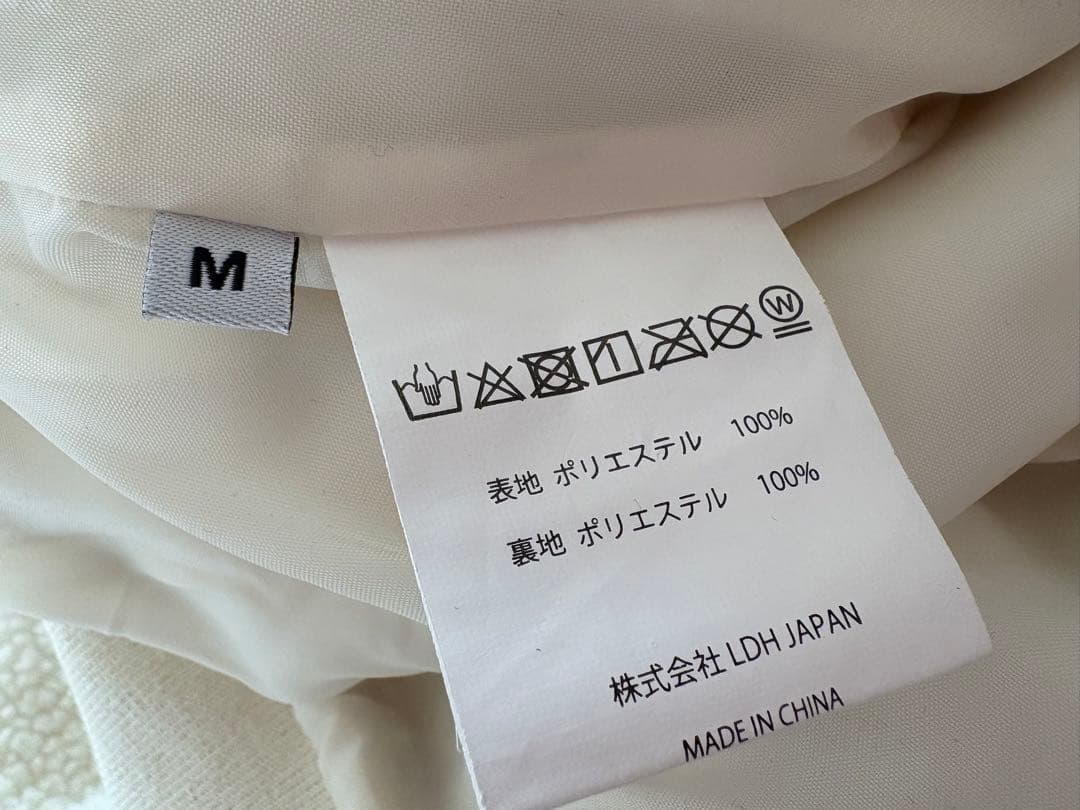 M
W
表地 ポリエステル 100%
裏地 ポリエステル 100%
株式会社 LDH JAPAN
MADE IN CHINA